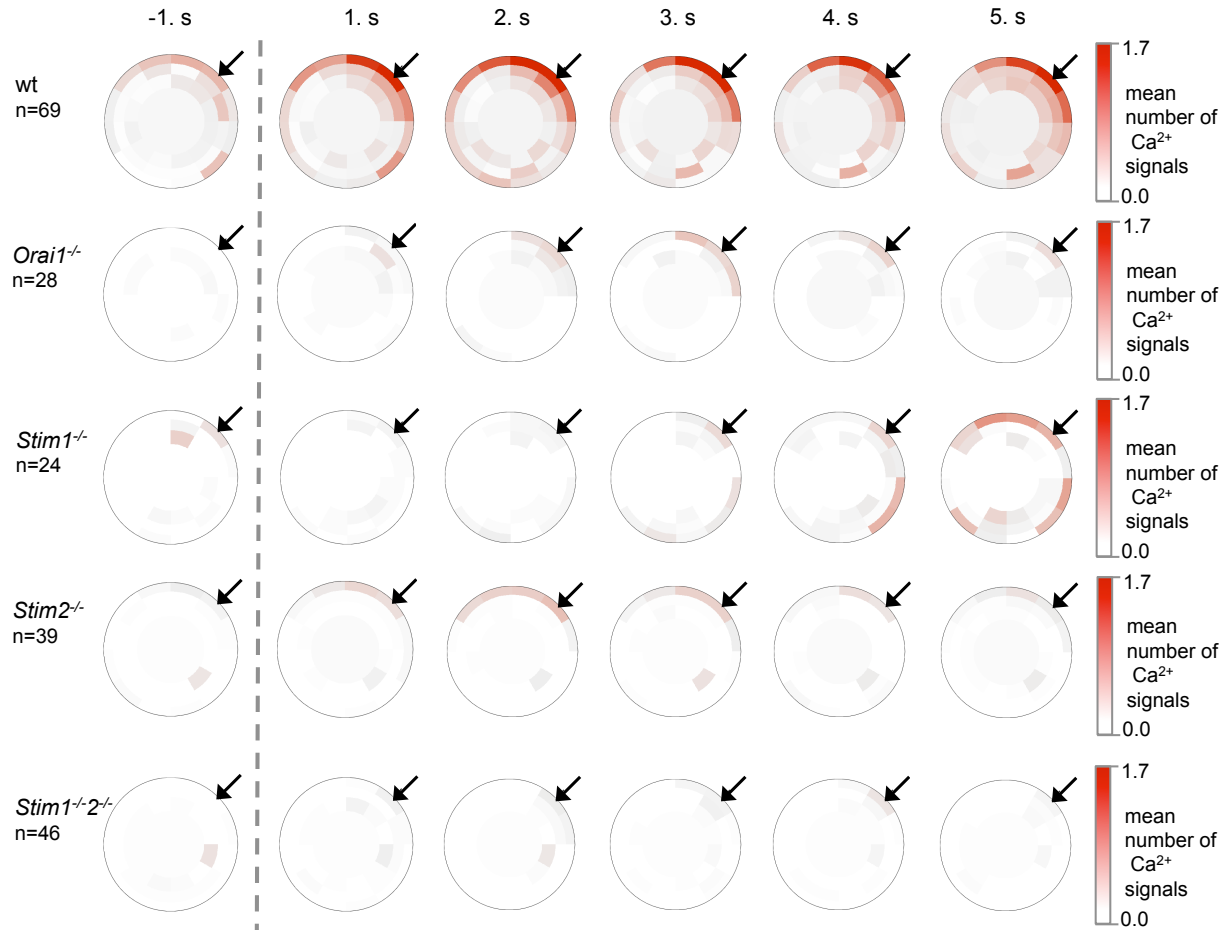 -1. s 1. s 2. s 3. s 4. s 5. s
wt
n=69
1.7
mean
number of
Ca²⁺
signals
0.0
Orai1⁻/⁻
n=28
1.7
mean
number of
Ca²⁺
signals
0.0
Stim1⁻/⁻
n=24
1.7
mean
number of
Ca²⁺
signals
0.0
Stim2⁻/⁻
n=39
1.7
mean
number of
Ca²⁺
signals
0.0
Stim1⁻/⁻2⁻/⁻
n=46
1.7
mean
number of
Ca²⁺
signals
0.0